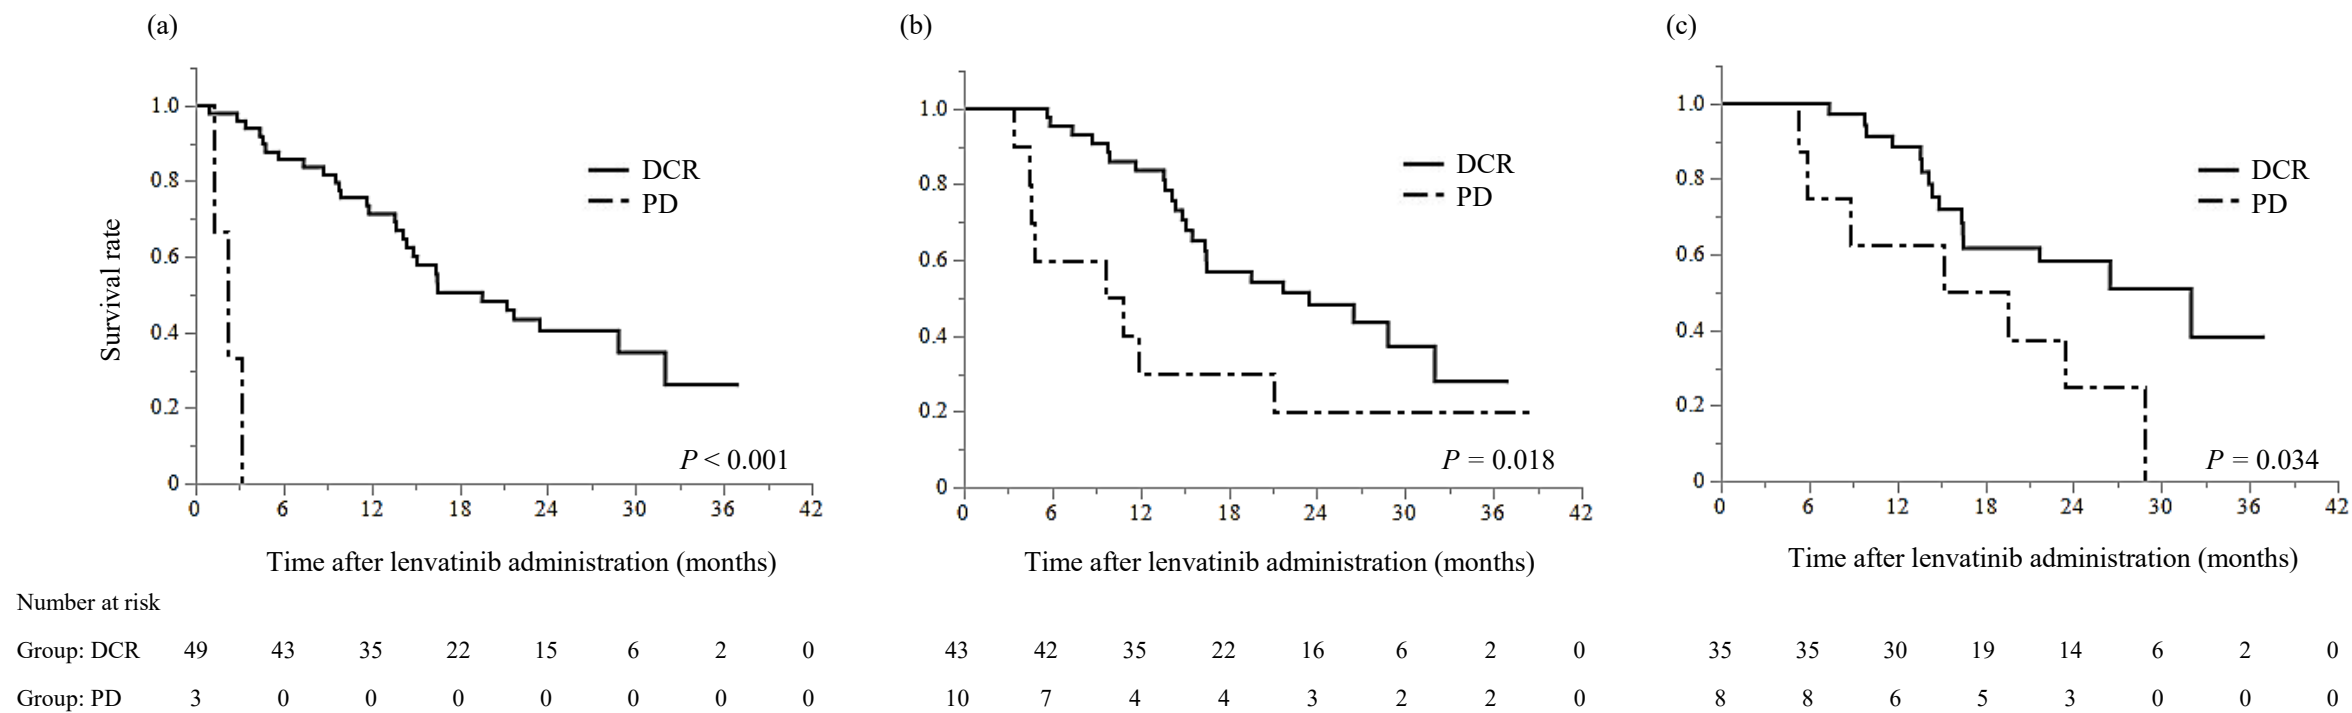 (a)
(b)
(c)
Survival rate
1.0
0.8
0.6
0.4
0.2
0
0 6 12 18 24 30 36 42
DCR
PD
P < 0.001
Time after lenvatinib administration (months)
1.0
0.8
0.6
0.4
0.2
0
0 6 12 18 24 30 36 42
DCR
PD
P = 0.018
Time after lenvatinib administration (months)
1.0
0.8
0.6
0.4
0.2
0
0 6 12 18 24 30 36 42
DCR
PD
P = 0.034
Time after lenvatinib administration (months)
Number at risk
Group: DCR 49 43 35 22 15 6 2 0 43 42 35 22 16 6 2 0 35 35 30 19 14 6 2 0
Group: PD 3 0 0 0 0 0 0 0 10 7 4 4 3 2 2 0 8 8 6 5 3 0 0 0